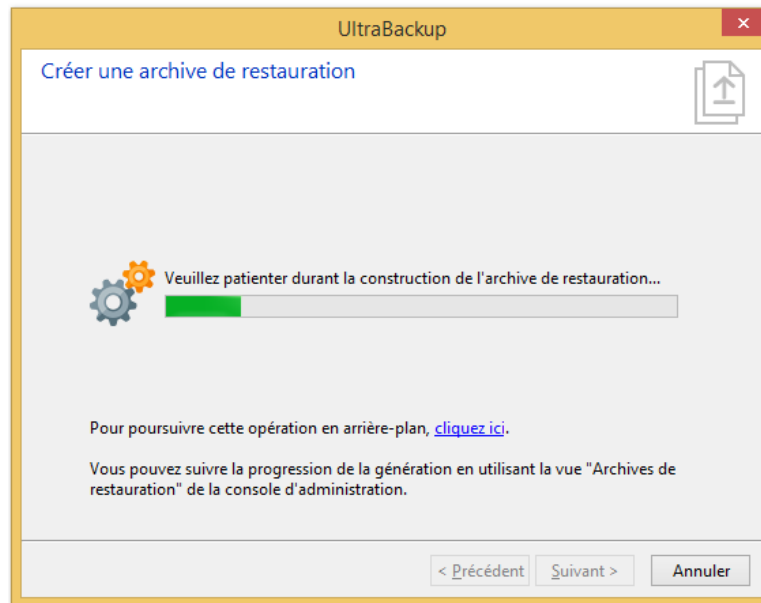 UltraBackup
Créer une archive de restauration
Veuillez patienter durant la construction de l'archive de restauration...
Pour poursuivre cette opération en arrière-plan, cliquez ici.
Vous pouvez suivre la progression de la génération en utilisant la vue "Archives de
restauration" de la console d'administration.
< Précédent Suivant > Annuler